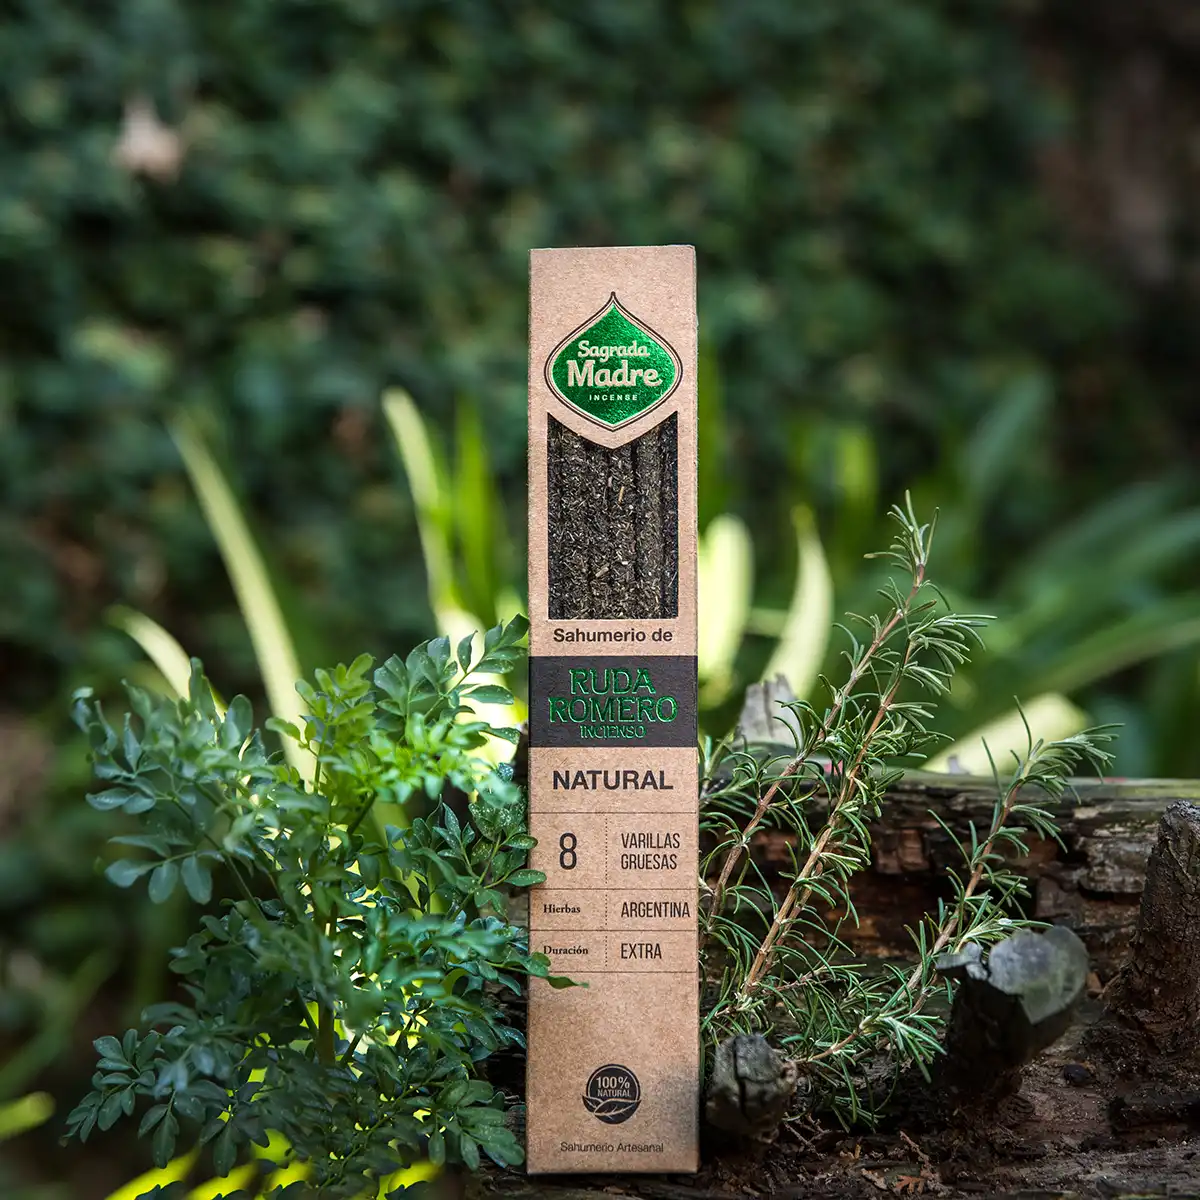 Sagrada
Madre
INCENSE
Sahumerio de
RUDA
ROMERO
INCIENSO
NATURAL
8 VARILLAS
GRUESAS
Hierbas ARGENTINA
Duración EXTRA
100%
NATURAL
Sahumerio Artesanal